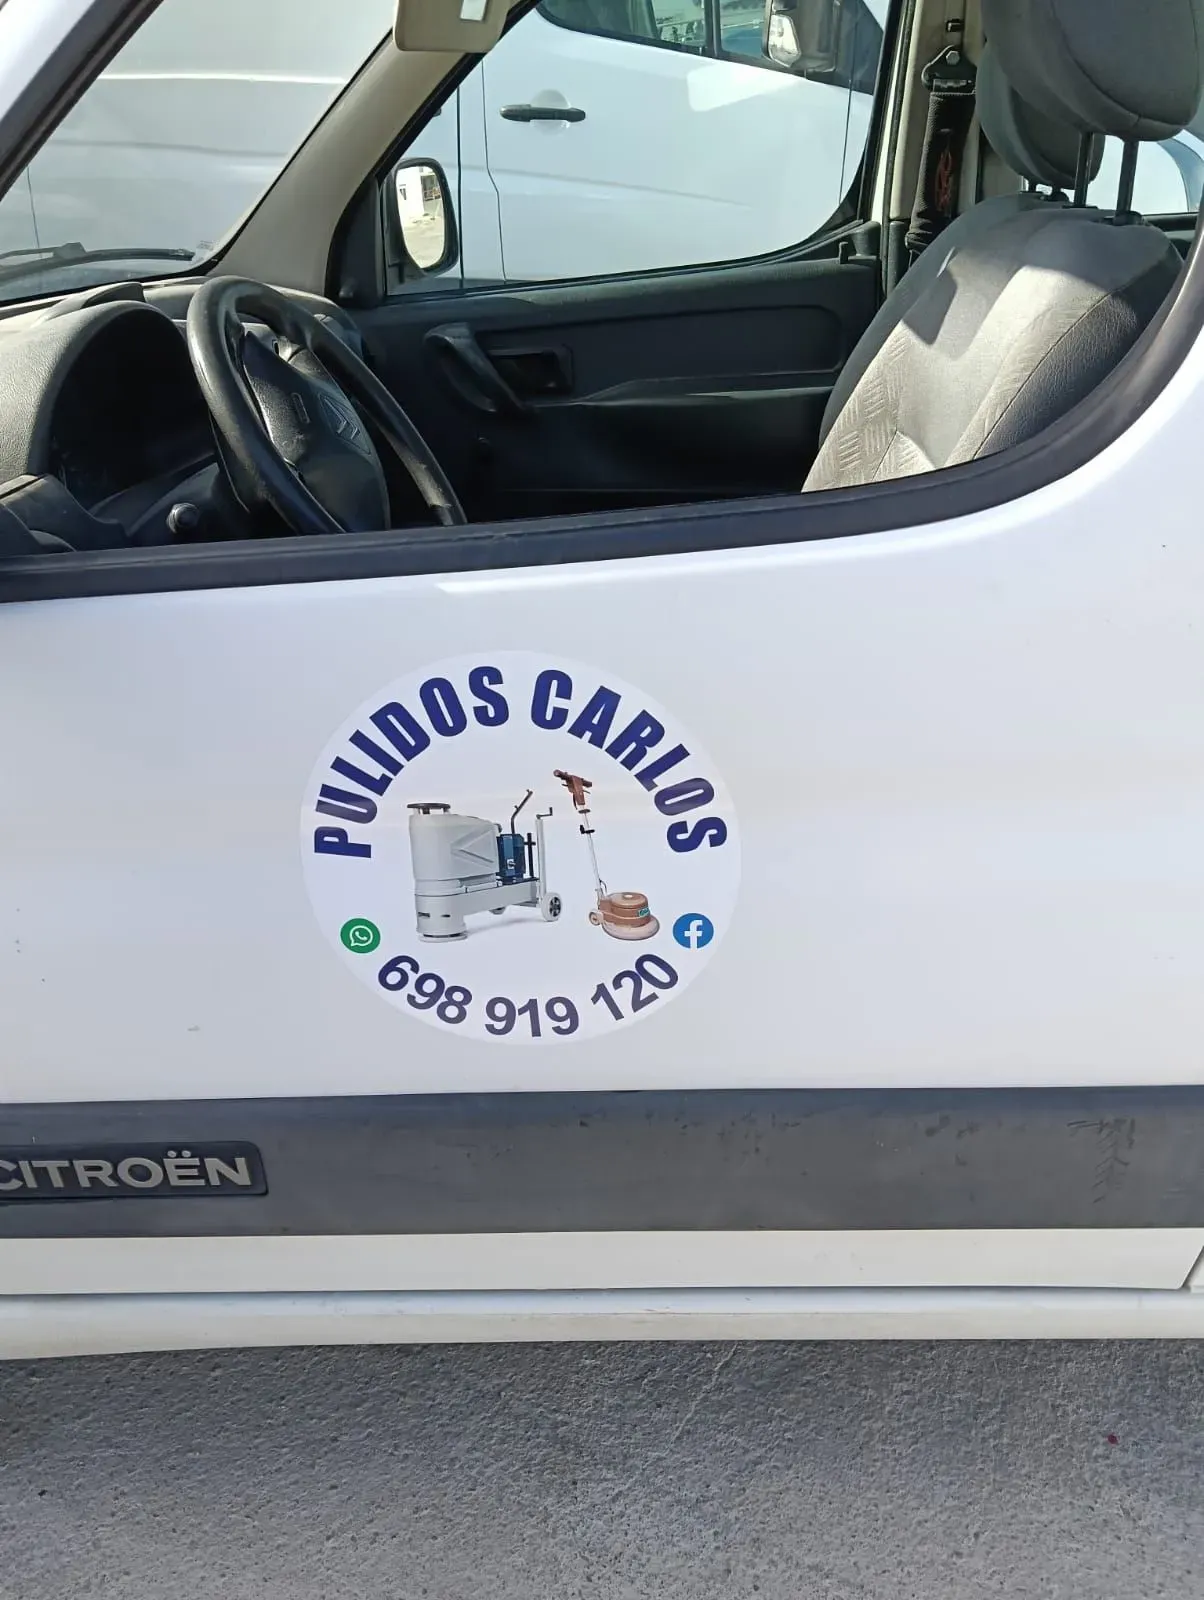 PULIDOS CARLOS
698 919 120
CITROËN